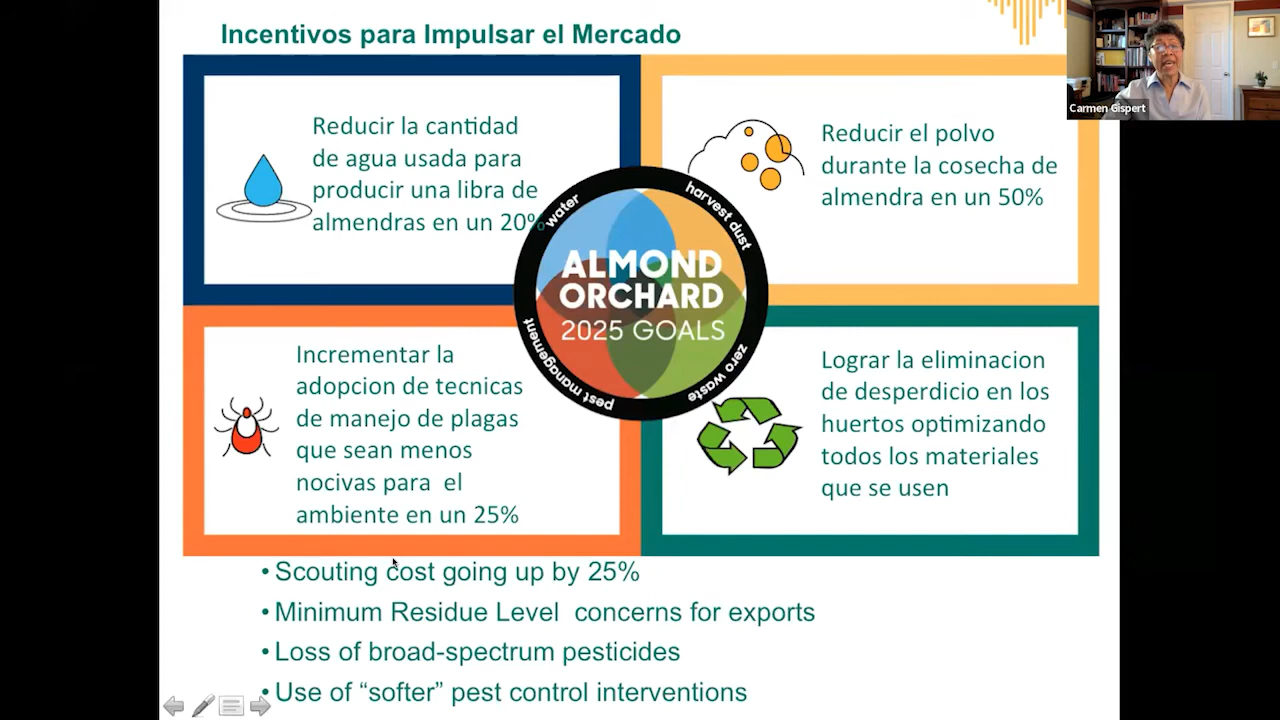 Incentivos para Impulsar el Mercado
Carmen Gispert
Reducir la cantidad
de agua usada para
producir una libra de
almendras en un 20%
Reducir el polvo
durante la cosecha de
almendra en un 50%
water
harvest dust
ALMOND
ORCHARD
2025 GOALS
pest management
zero waste
Incrementar la
adopcion de tecnicas
de manejo de plagas
que sean menos
nocivas para el
ambiente en un 25%
Lograr la eliminacion
de desperdicio en los
huertos optimizando
todos los materiales
que se usen
• Scouting cost going up by 25%
• Minimum Residue Level concerns for exports
• Loss of broad-spectrum pesticides
• Use of “softer” pest control interventions